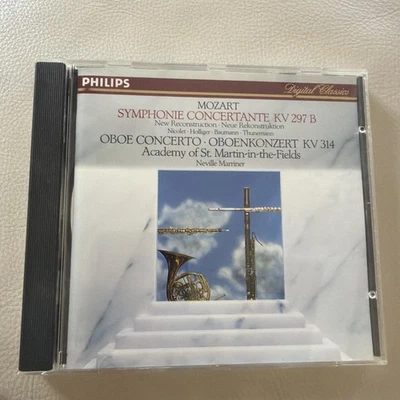 PHILIPS
Digital Classics
MOZART
SYMPHONIE CONCERTANTE KV 297 B
New Reconstruction · Neue Rekonstruktion
Nicolet · Holliger · Baumann · Thunemann
OBOE CONCERTO · OBOENKONZERT KV 314
Academy of St. Martin-in-the-Fields
Neville Marriner